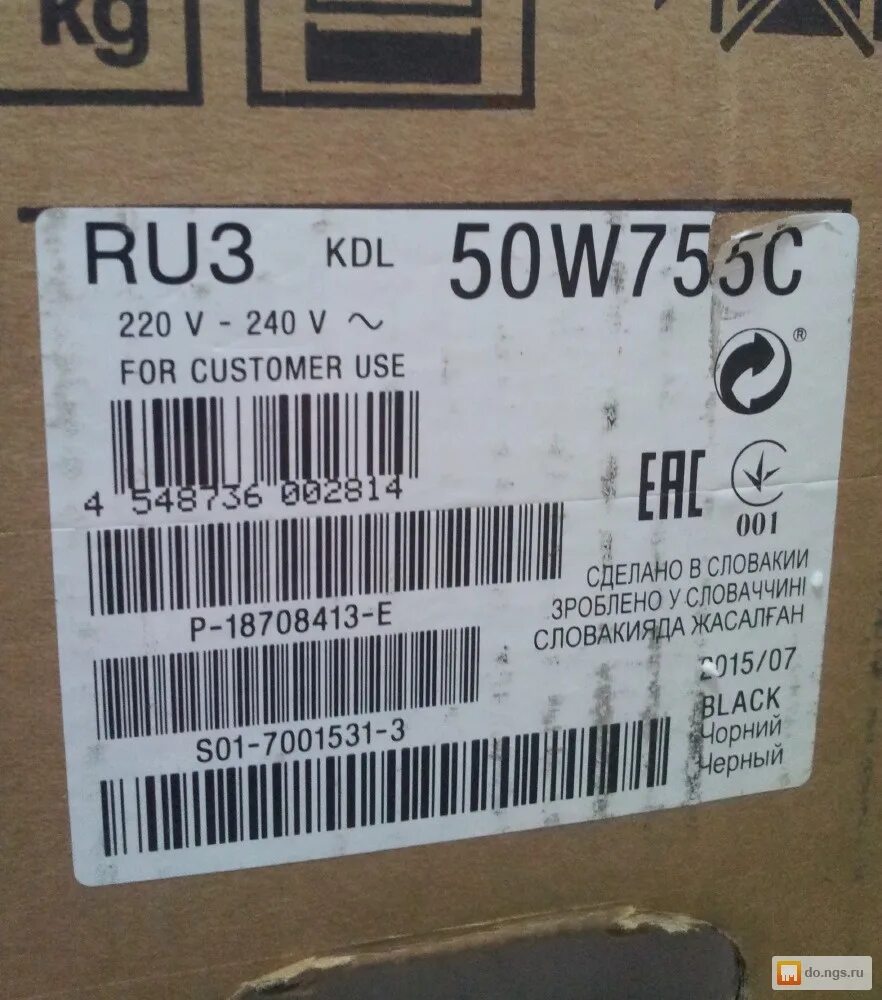 kg
RU3 KDL 50W755C
220 V - 240 V ~
FOR CUSTOMER USE
®
4 548736 002814
EAC
001
P-18708413-E
СДЕЛАНО В СЛОВАКИИ
ЗРОБЛЕНО У СЛОВАЧЧИНІ
СЛОВАКИЯДА ЖАСАЛҒАН
S01-7001531-3
2015/07
BLACK
Чорний
Черный
do.ngs.ru